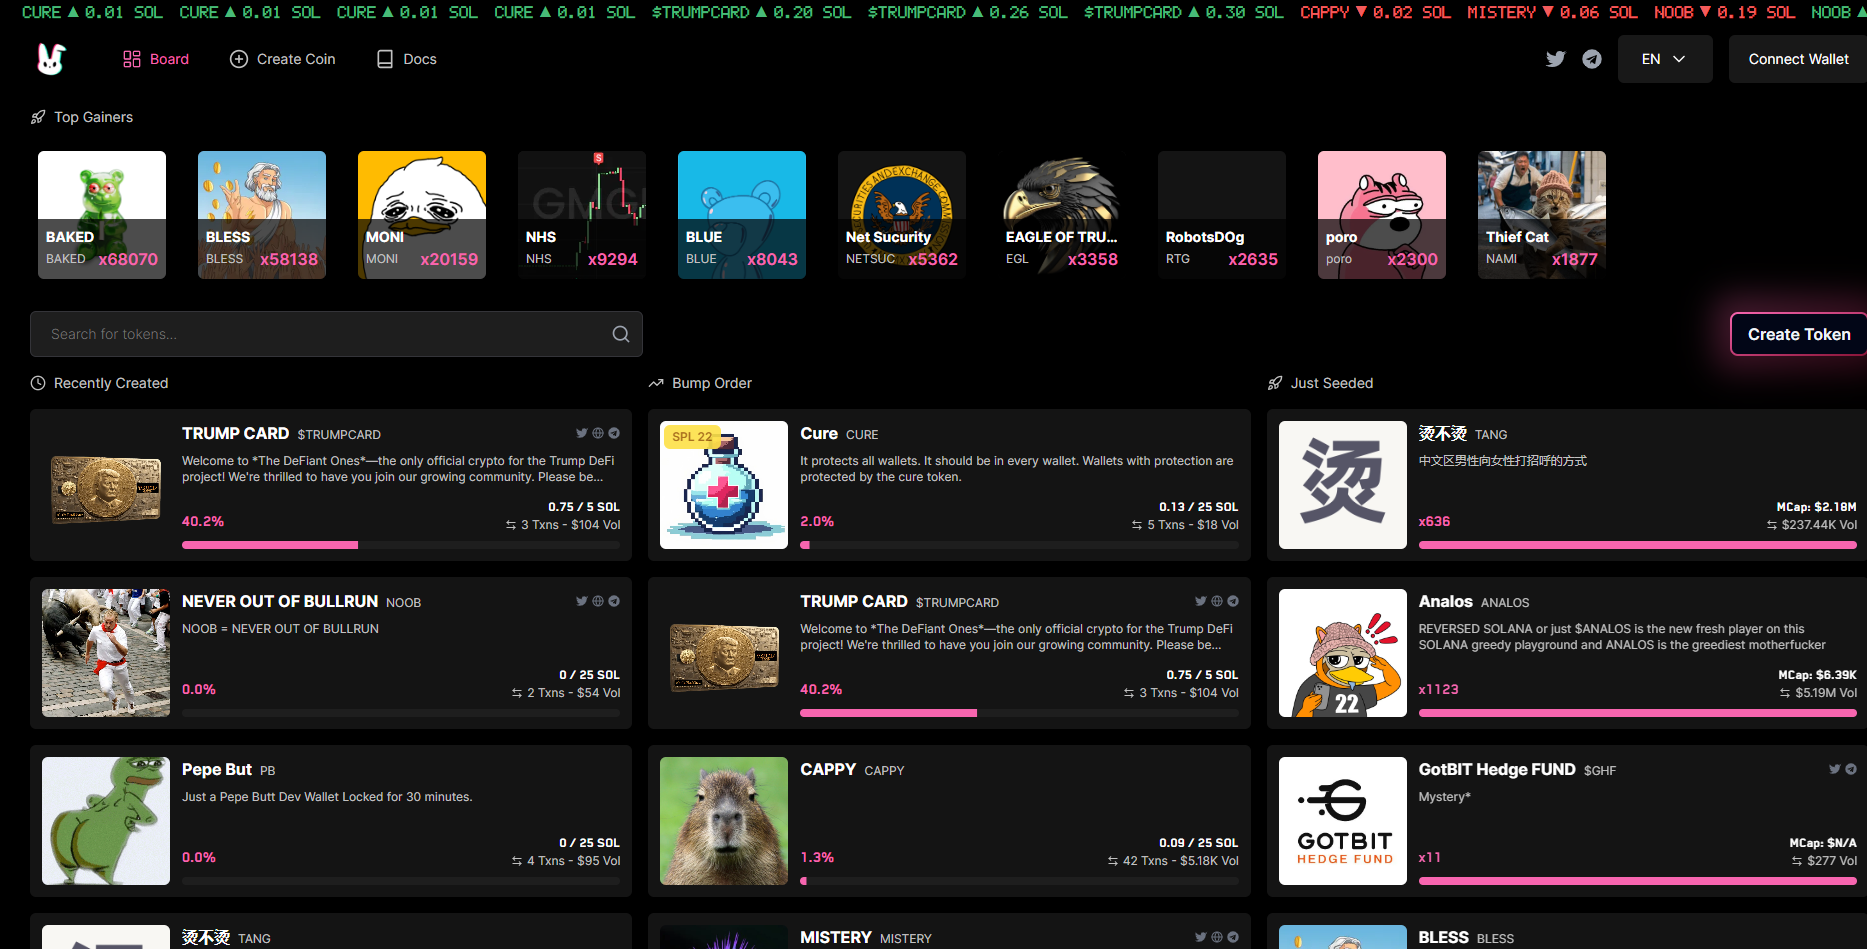 CURE ▲ 0.01 SOL CURE ▲ 0.01 SOL CURE ▲ 0.01 SOL CURE ▲ 0.01 SOL $TRUMPCARD ▲ 0.20 SOL $TRUMPCARD ▲ 0.26 SOL $TRUMPCARD ▲ 0.30 SOL CAPPY ▼ 0.02 SOL MISTERY ▼ 0.06 SOL NOOB ▼ 0.19 SOL NOOB ▲
Board Create Coin Docs EN Connect Wallet
Top Gainers
BAKED
BAKED x68070
BLESS
BLESS x58138
MONI
MONI x20159
GMG
NHS
NHS x9294
BLUE
BLUE x8043
Net Sucurity
NETSUC x5362
EAGLE OF TRU...
EGL x3358
RobotsDOg
RTG x2635
poro
poro x2300
Thief Cat
NAMI x1877
Search for tokens...
Create Token
Recently Created
TRUMP CARD $TRUMPCARD
Welcome to *The DeFiant Ones*—the only official crypto for the Trump DeFi
project! We're thrilled to have you join our growing community. Please be...
0.75 / 5 SOL
40.2% 3 Txns - $104 Vol
NEVER OUT OF BULLRUN NOOB
NOOB = NEVER OUT OF BULLRUN
0 / 25 SOL
0.0% 2 Txns - $54 Vol
Pepe But PB
Just a Pepe Butt Dev Wallet Locked for 30 minutes.
0 / 25 SOL
0.0% 4 Txns - $95 Vol
烫不烫 TANG
Bump Order
SPL 22
Cure CURE
It protects all wallets. It should be in every wallet. Wallets with protection are
protected by the cure token.
0.13 / 25 SOL
2.0% 5 Txns - $18 Vol
TRUMP CARD $TRUMPCARD
Welcome to *The DeFiant Ones*—the only official crypto for the Trump DeFi
project! We're thrilled to have you join our growing community. Please be...
0.75 / 5 SOL
40.2% 3 Txns - $104 Vol
CAPPY CAPPY
0.09 / 25 SOL
1.3% 42 Txns - $5.18K Vol
MISTERY MISTERY
Just Seeded
烫
烫不烫 TANG
中文区男性向女性打招呼的方式
MCap: $2.18M
x636 $237.44K Vol
22
Analos ANALOS
REVERSED SOLANA or just $ANALOS is the new fresh player on this
SOLANA greedy playground and ANALOS is the greediest motherfucker
MCap: $6.39K
x1123 $5.19M Vol
GOTBIT
HEDGE FUND
GotBIT Hedge FUND $GHF
Mystery*
MCap: $N/A
x11 $277 Vol
BLESS BLESS